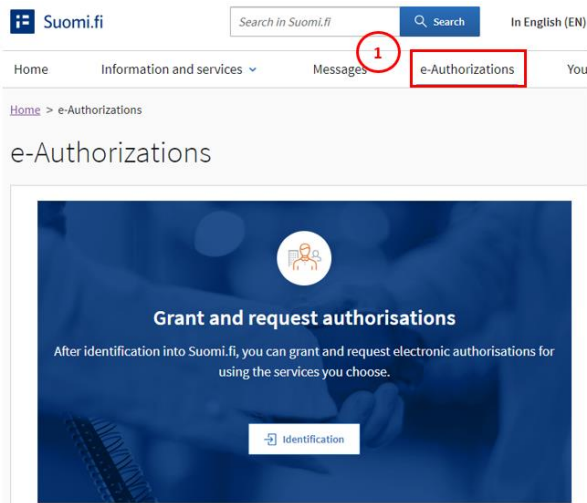 Suomi.fi
Search in Suomi.fi
Search
In English (EN)
1
Home
Information and services
Messages
e-Authorizations
You
Home > e-Authorizations
e-Authorizations
Grant and request authorisations
After identification into Suomi.fi, you can grant and request electronic authorisations for
using the services you choose.
Identification